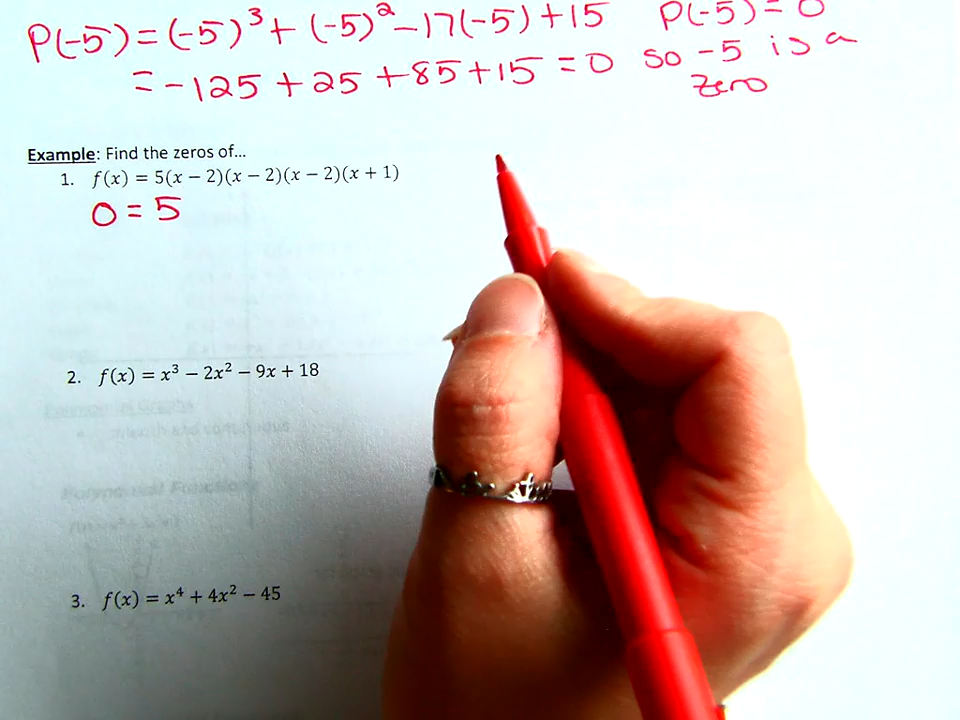 P(-5) = (-5)³ + (-5)² - 17(-5) + 15 P(-5) = 0
= -125 + 25 + 85 + 15 = 0 so -5 is a
zero
Example: Find the zeros of...
1. f(x) = 5(x − 2)(x − 2)(x − 2)(x + 1)
0 = 5
2. f(x) = x³ − 2x² − 9x + 18
3. f(x) = x⁴ + 4x² − 45